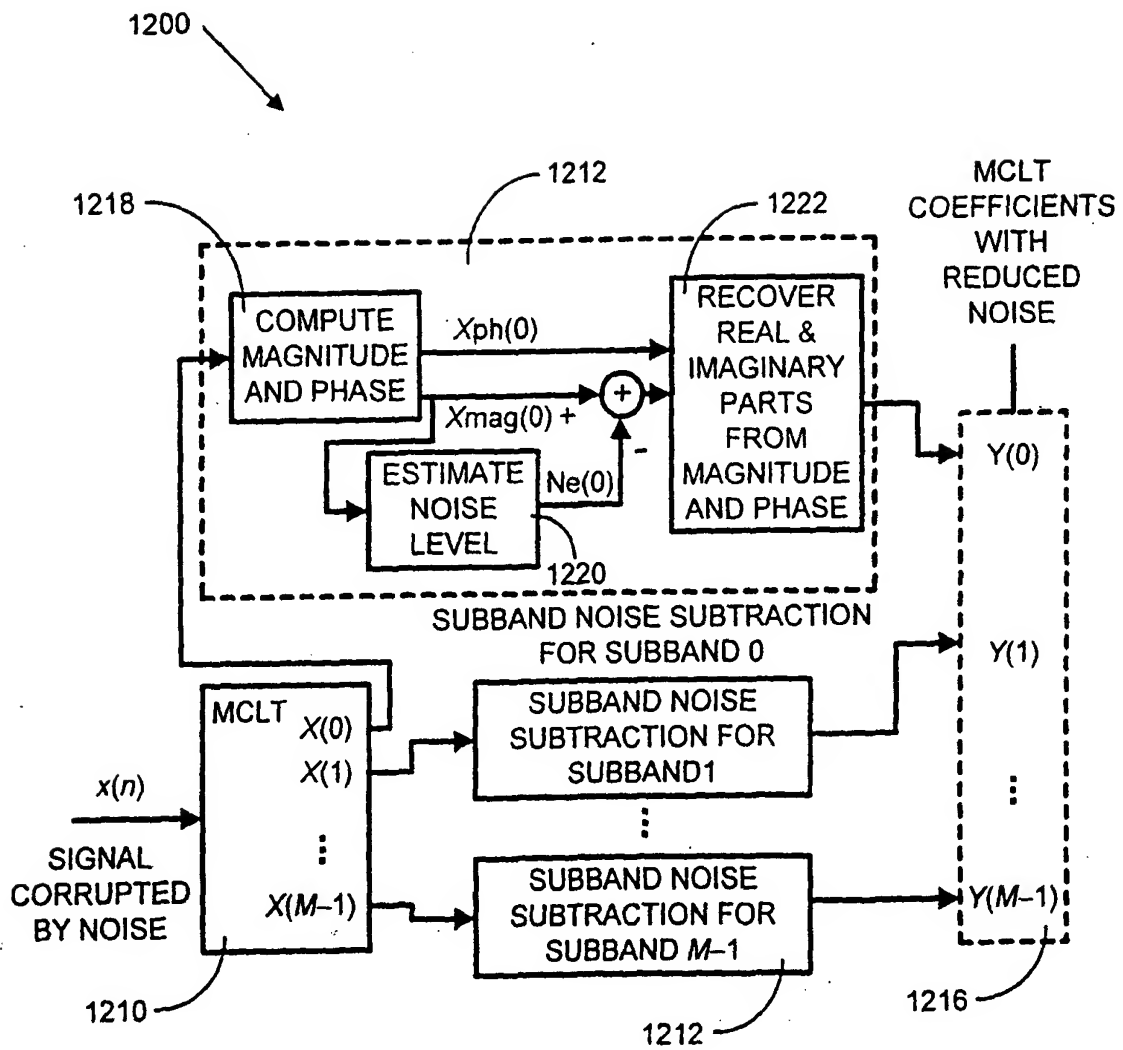 1200
1212
1218
1222
MCLT
COEFFICIENTS
WITH
REDUCED
NOISE
COMPUTE
MAGNITUDE
AND PHASE
Xph(0)
Xmag(0) +
+
-
ESTIMATE
NOISE
LEVEL
Ne(0)
1220
RECOVER
REAL &
IMAGINARY
PARTS
FROM
MAGNITUDE
AND PHASE
Y(0)
SUBBAND NOISE SUBTRACTION
FOR SUBBAND 0
Y(1)
MCLT
X(0)
X(1)
⋮
X(M–1)
x(n)
SIGNAL
CORRUPTED
BY NOISE
SUBBAND NOISE
SUBTRACTION FOR
SUBBAND1
⋮
SUBBAND NOISE
SUBTRACTION FOR
SUBBAND M–1
⋮
Y(M–1)
1210
1212
1216